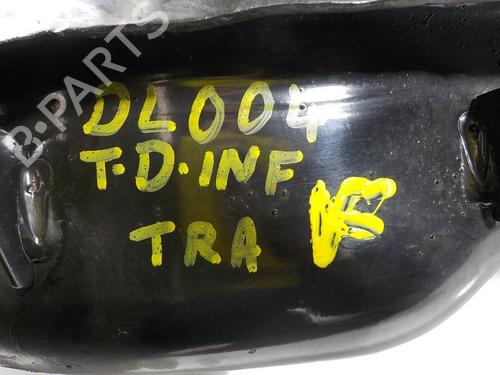 B-PARTS
DL004
T.D.INF
TRA